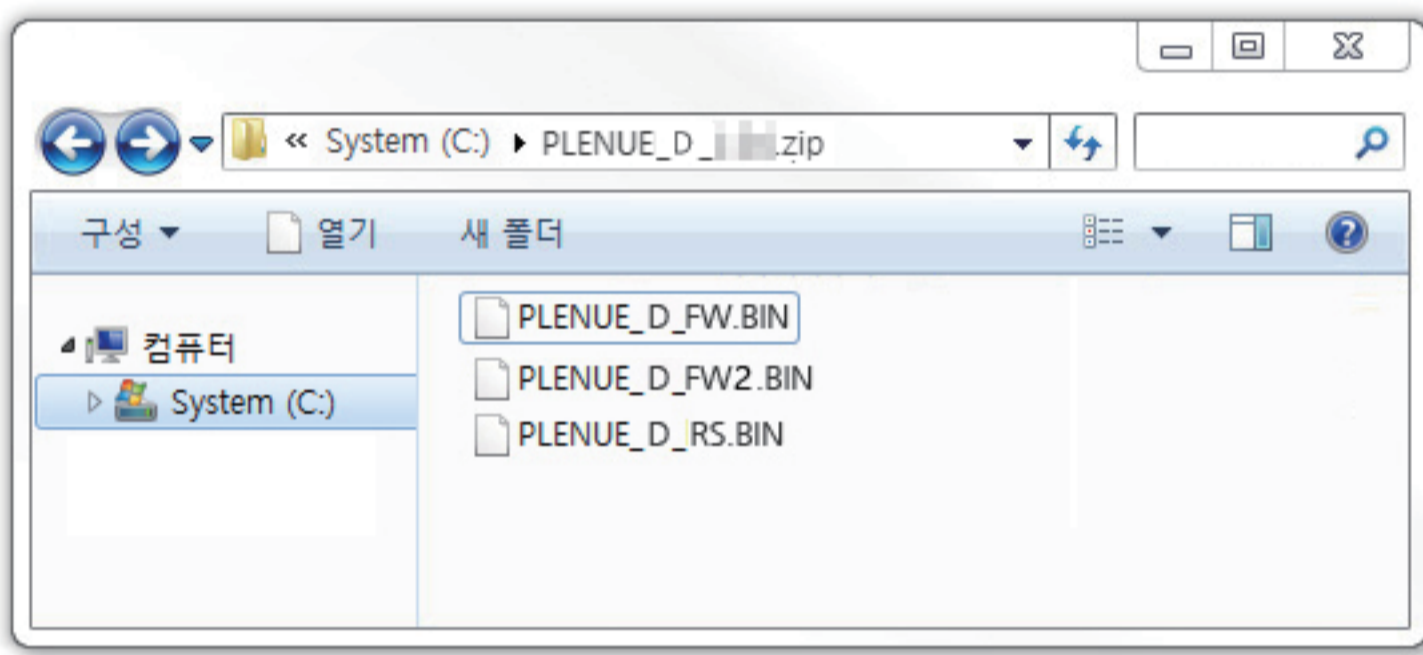 « System (C:) PLENUE_D_ .zip
구성 열기 새 폴더
컴퓨터
System (C:)
PLENUE_D_FW.BIN
PLENUE_D_FW2.BIN
PLENUE_D_RS.BIN